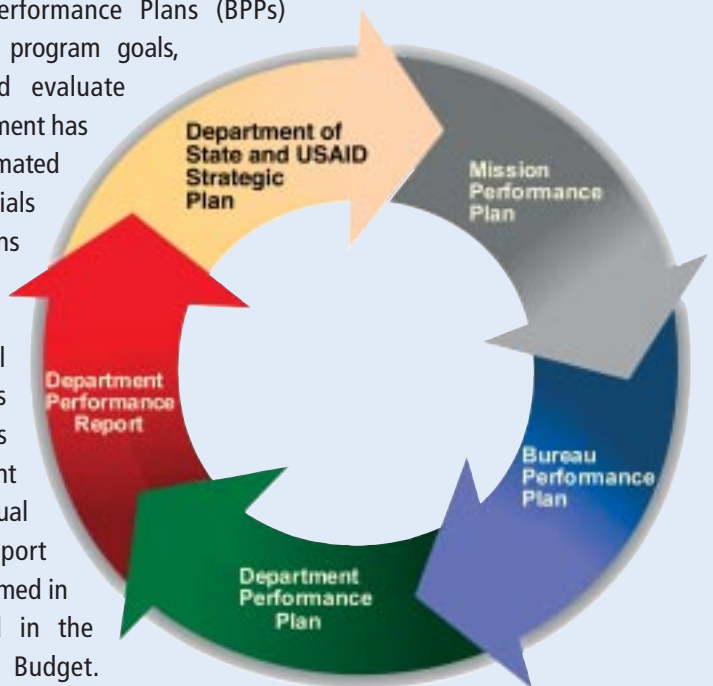 erformance Plans (BPPs)
program goals,
d evaluate
ment has
mated
ials
ns
l
s
s
nt
ual
port
med in
d in the
Budget.
Department of
State and USAID
Strategic
Plan
Mission
Performance
Plan
Bureau
Performance
Plan
Department
Performance
Plan
Department
Performance
Report